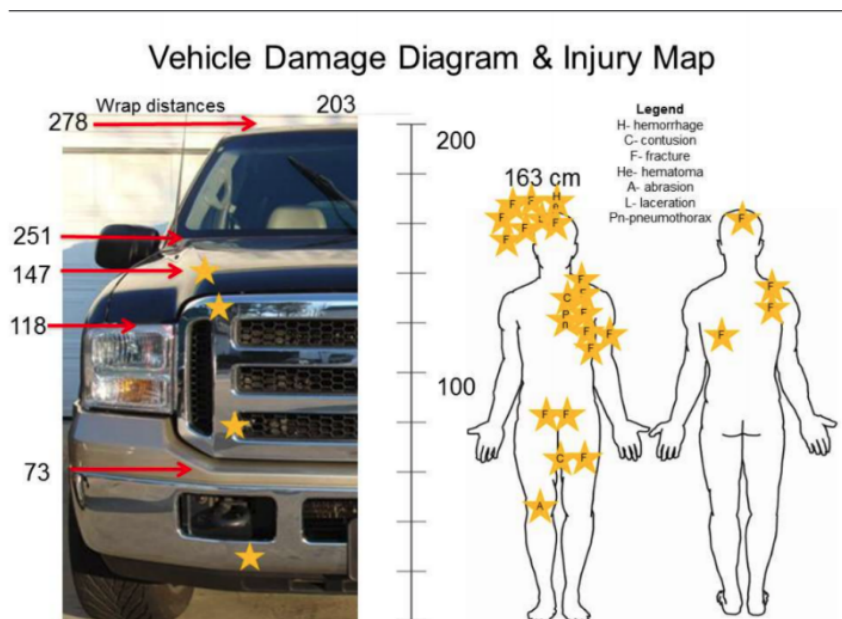 Vehicle Damage Diagram & Injury Map
Wrap distances
203
278
251
147
118
73
200
100
163 cm
Legend
H- hemorrhage
C- contusion
F- fracture
He- hematoma
A- abrasion
L- laceration
Pn-pneumothorax
F
F
H
F
L
F
F
F
F
F
C
F
Pn
F
F
F
F
F
F
C
F
A
F
F
F
F